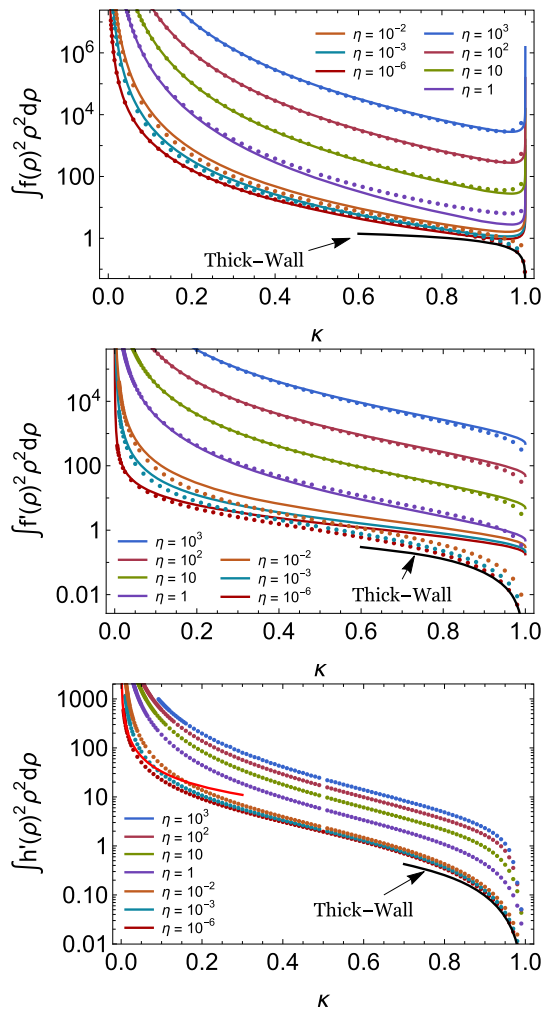 ∫f(ρ)²ρ²dρ
10⁶
10⁴
100
1
η = 10⁻² η = 10³
η = 10⁻³ η = 10²
η = 10⁻⁶ η = 10
η = 1
Thick-Wall
0.0 0.2 0.4 0.6 0.8 1.0
κ
∫f'(ρ)²ρ²dρ
10⁴
100
1
0.01
η = 10³
η = 10² η = 10⁻²
η = 10 η = 10⁻³
η = 1 η = 10⁻⁶
Thick-Wall
0.0 0.2 0.4 0.6 0.8 1.0
κ
∫h'(ρ)²ρ²dρ
1000
100
10
1
0.10
0.01
η = 10³
η = 10²
η = 10
η = 1
η = 10⁻²
η = 10⁻³
η = 10⁻⁶
Thick-Wall
0.0 0.2 0.4 0.6 0.8 1.0
κ